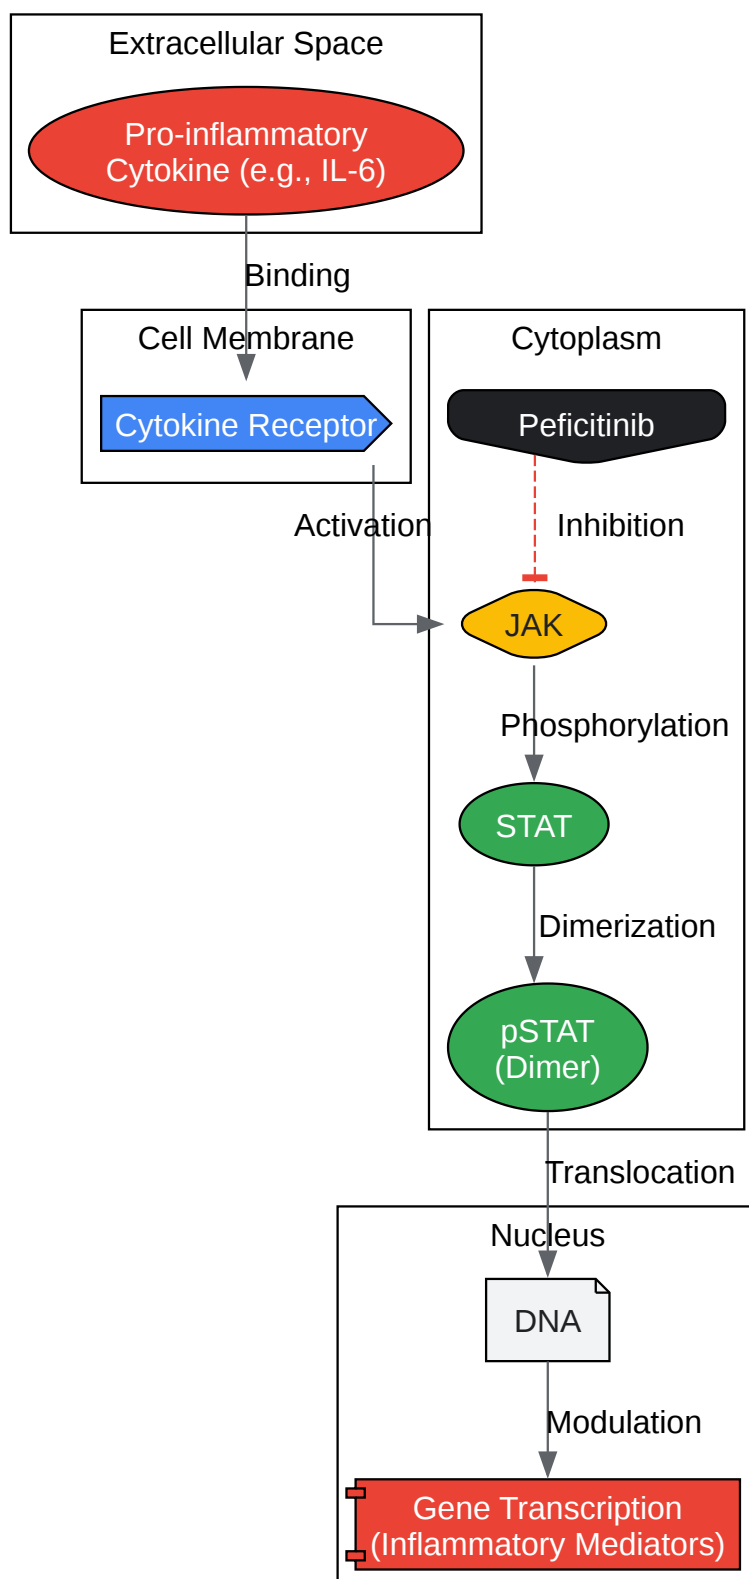 Extracellular Space
Pro-inflammatory
Cytokine (e.g., IL-6)
Binding
Cell Membrane
Cytokine Receptor
Cytoplasm
Peficitinib
Activation
Inhibition
JAK
Phosphorylation
STAT
Dimerization
pSTAT
(Dimer)
Translocation
Nucleus
DNA
Modulation
Gene Transcription
(Inflammatory Mediators)